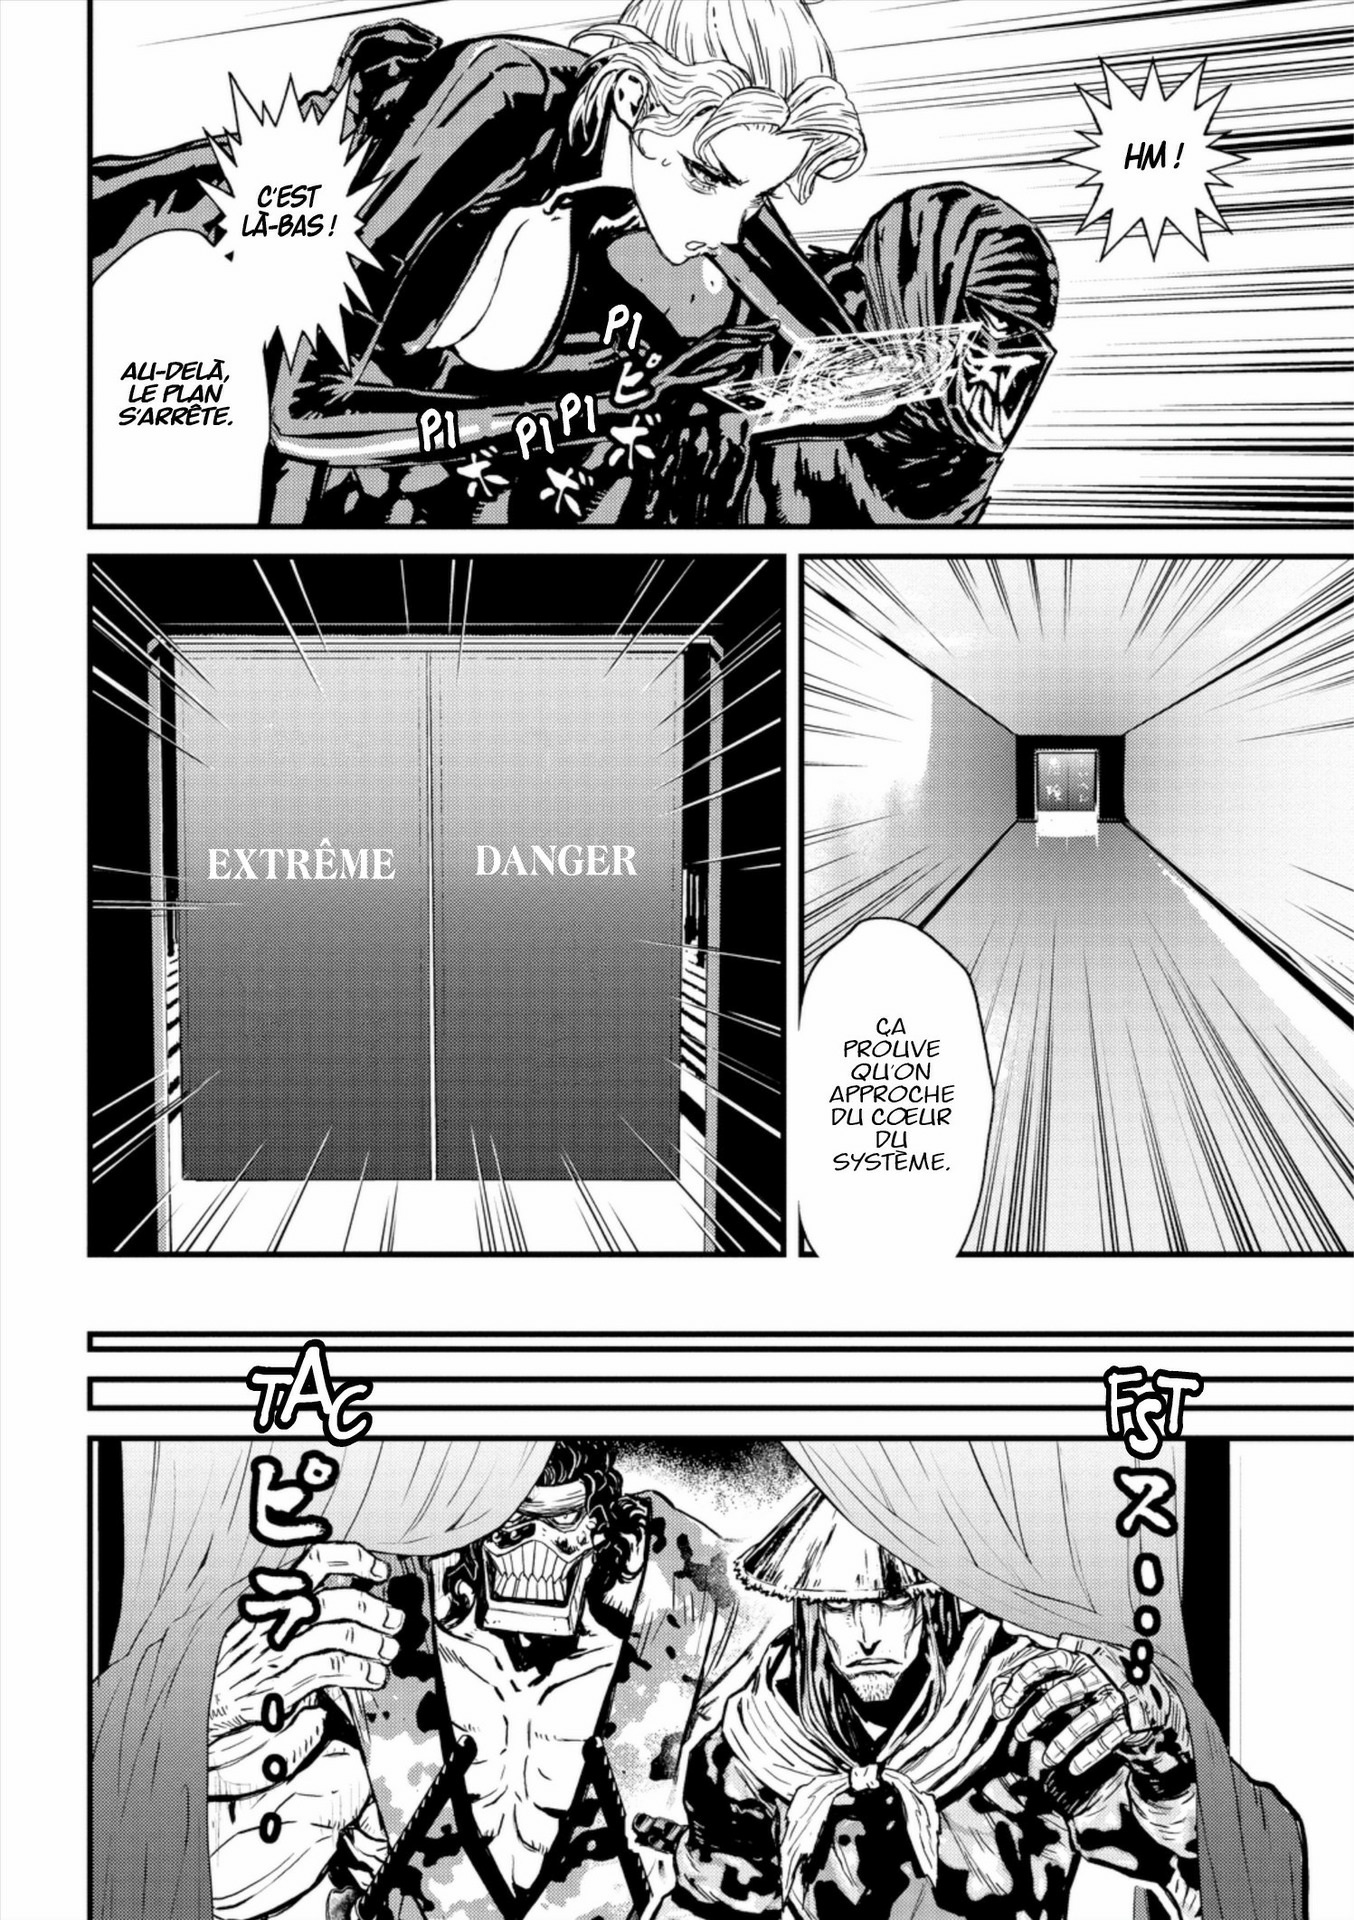 HM !
C'EST
LÀ-BAS !
AU-DELÀ,
LE PLAN
S'ARRÊTE.
PI
ピ
ボ
PI
PI
ボ
PI
ボ
ÇA
PROUVE
QU'ON
APPROCHE
DU CŒUR
DU
SYSTÈME.
EXTRÊME
DANGER
FST
ス...
TAC
ピテ...